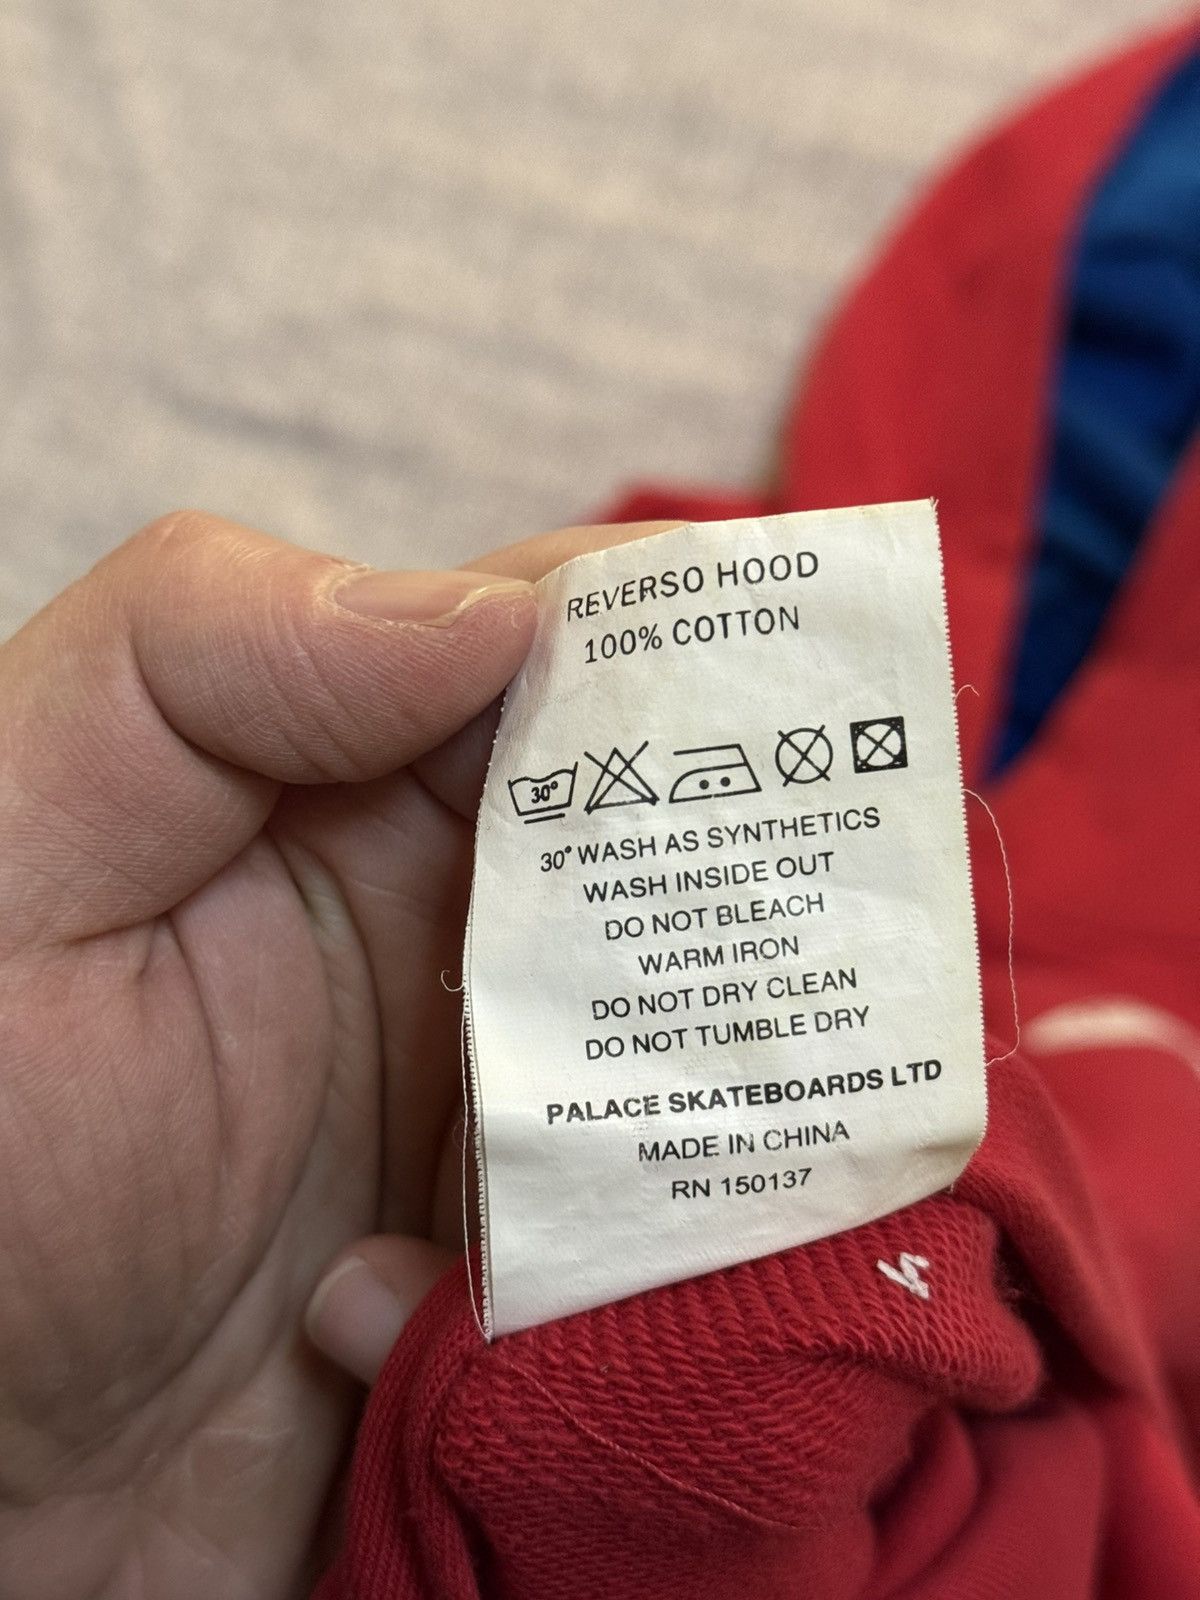 REVERSO HOOD
100% COTTON
30°
30° WASH AS SYNTHETICS
WASH INSIDE OUT
DO NOT BLEACH
WARM IRON
DO NOT DRY CLEAN
DO NOT TUMBLE DRY
PALACE SKATEBOARDS LTD
MADE IN CHINA
RN 150137